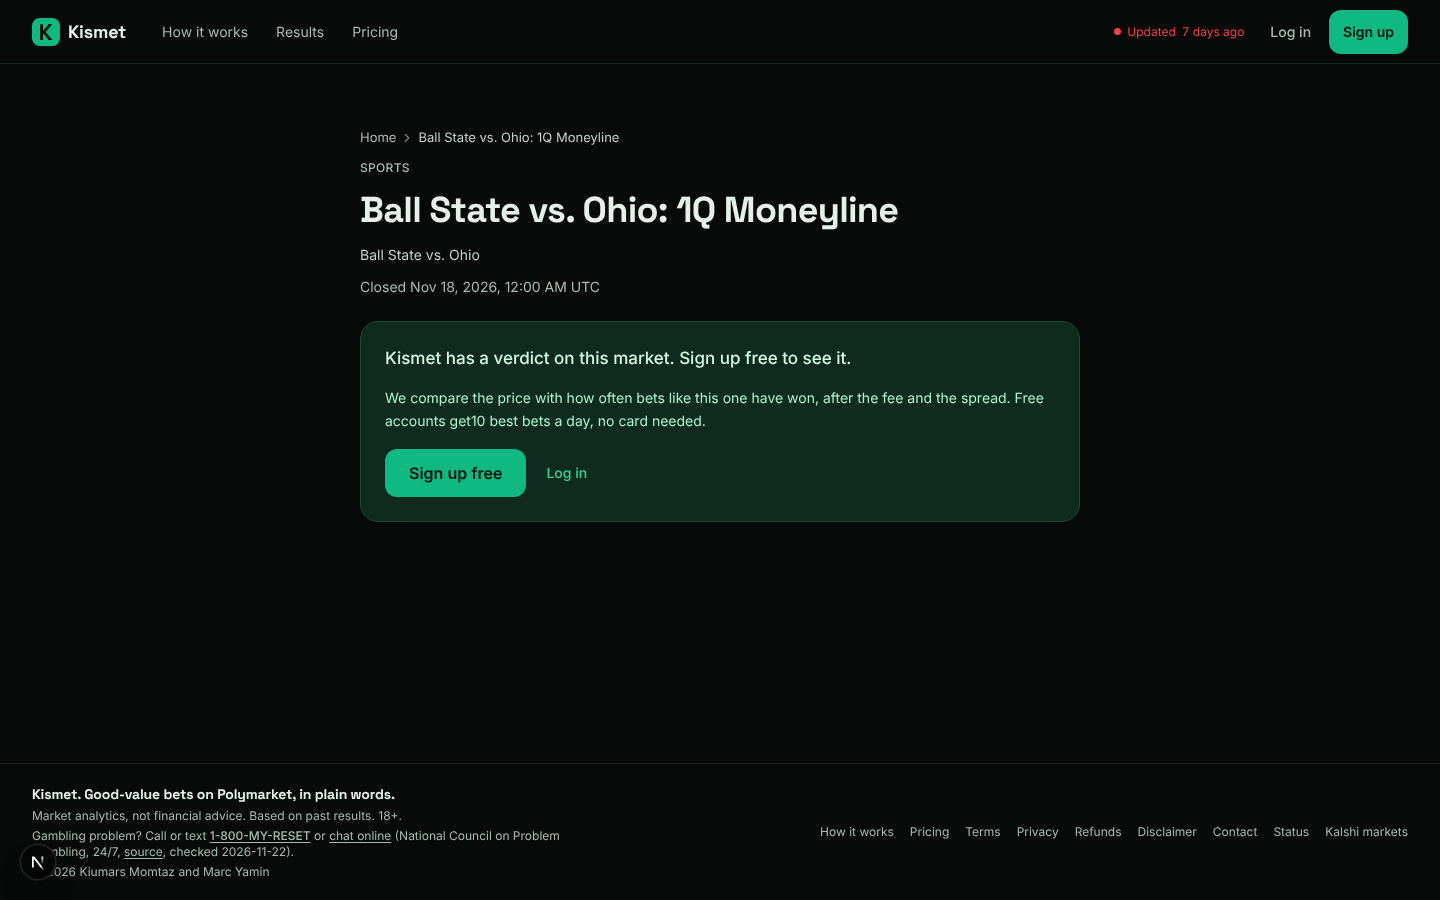 K Kismet How it works Results Pricing Updated 7 days ago Log in Sign up
Home > Ball State vs. Ohio: 1Q Moneyline
SPORTS
Ball State vs. Ohio: 1Q Moneyline
Ball State vs. Ohio
Closed Nov 18, 2026, 12:00 AM UTC
Kismet has a verdict on this market. Sign up free to see it.
We compare the price with how often bets like this one have won, after the fee and the spread. Free
accounts get10 best bets a day, no card needed.
Sign up free Log in
Kismet. Good-value bets on Polymarket, in plain words.
Market analytics, not financial advice. Based on past results. 18+.
Gambling problem? Call or text 1-800-MY-RESET or chat online (National Council on Problem
mbling, 24/7, source, checked 2026-11-22).
026 Kiumars Momtaz and Marc Yamin
How it works Pricing Terms Privacy Refunds Disclaimer Contact Status Kalshi markets
N